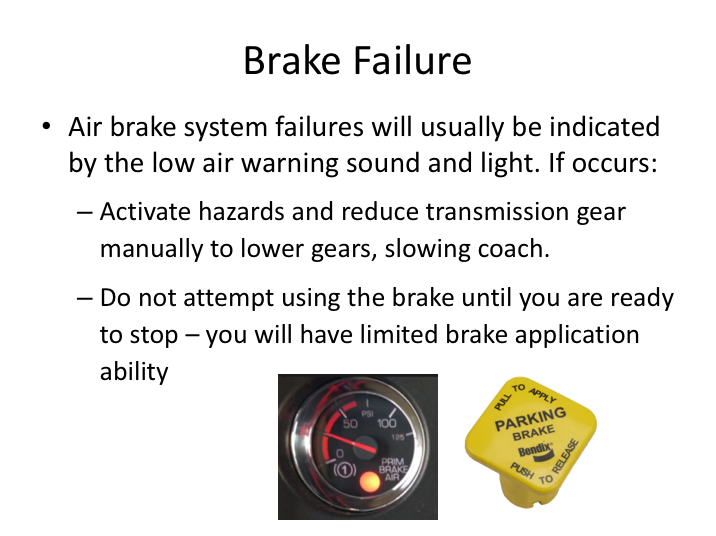 Brake Failure
• Air brake system failures will usually be indicated
by the low air warning sound and light. If occurs:
– Activate hazards and reduce transmission gear
manually to lower gears, slowing coach.
– Do not attempt using the brake until you are ready
to stop – you will have limited brake application
ability
PSI
50
100
125
0
(1)
PRIM
BRAKE
AIR
PULL TO APPLY
PARKING
BRAKE
Bendix
PUSH TO RELEASE